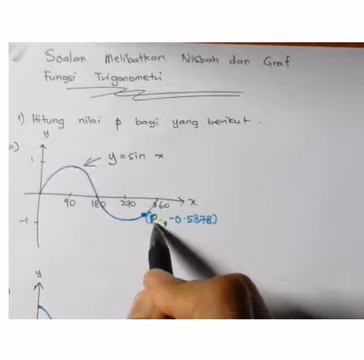 Soalan Melibatkan Nisbah dan Graf
Fungsi Trigonometri
1) Hitung nilai p bagi yang berikut.
a)
y
1
y = sin x
90 180 270 360 x
-1
(p, -0.5878)
y